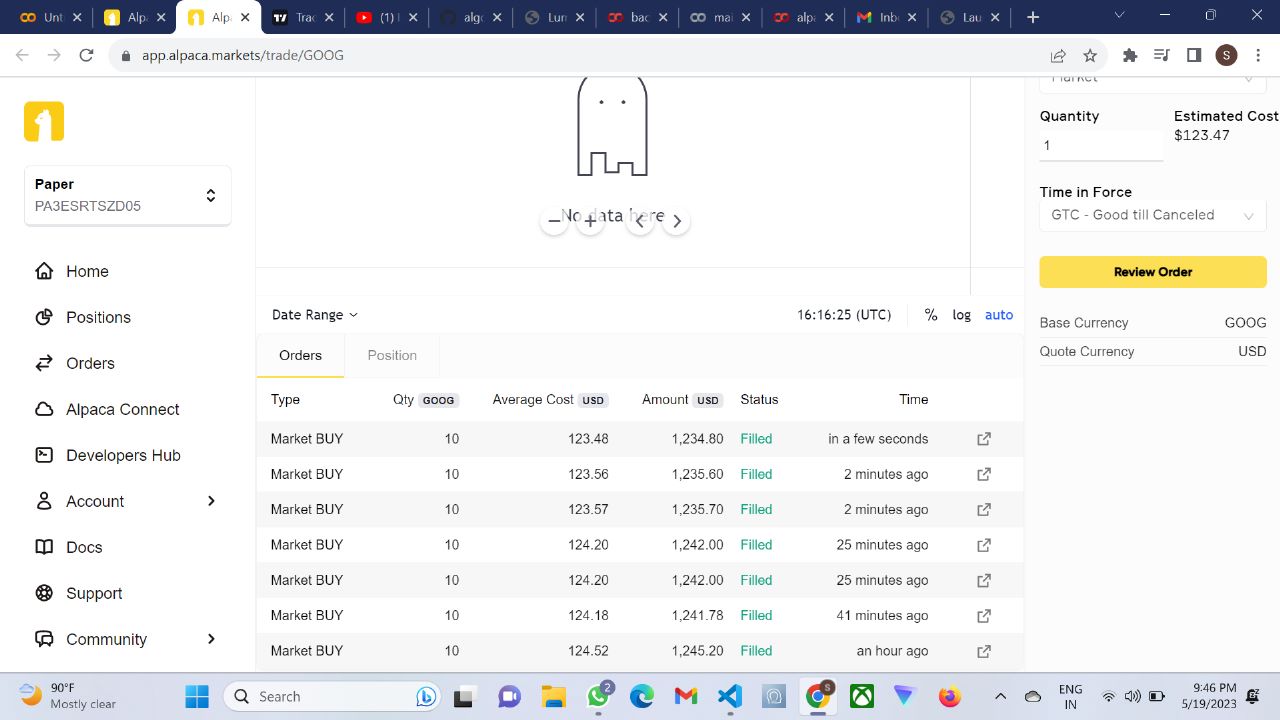 Unt
Alpa
Alpa
Trac
(1) I
algo
Lurr
bac
mai
alpa
Inbo
Lau
app.alpaca.markets/trade/GOOG
S
Paper
PA3ESRTSZD05
Home
Positions
Orders
Alpaca Connect
Developers Hub
Account
Docs
Support
Community
No data here
Date Range
16:16:25 (UTC) % log auto
Orders Position
Type Qty GOOG Average Cost USD Amount USD Status Time
Market BUY 10 123.48 1,234.80 Filled in a few seconds
Market BUY 10 123.56 1,235.60 Filled 2 minutes ago
Market BUY 10 123.57 1,235.70 Filled 2 minutes ago
Market BUY 10 124.20 1,242.00 Filled 25 minutes ago
Market BUY 10 124.20 1,242.00 Filled 25 minutes ago
Market BUY 10 124.18 1,241.78 Filled 41 minutes ago
Market BUY 10 124.52 1,245.20 Filled an hour ago
Market
Quantity Estimated Cost
1 $123.47
Time in Force
GTC - Good till Canceled
Review Order
Base Currency GOOG
Quote Currency USD
90°F
Mostly clear
Search
2
S
ENG
IN
9:46 PM
5/19/2023